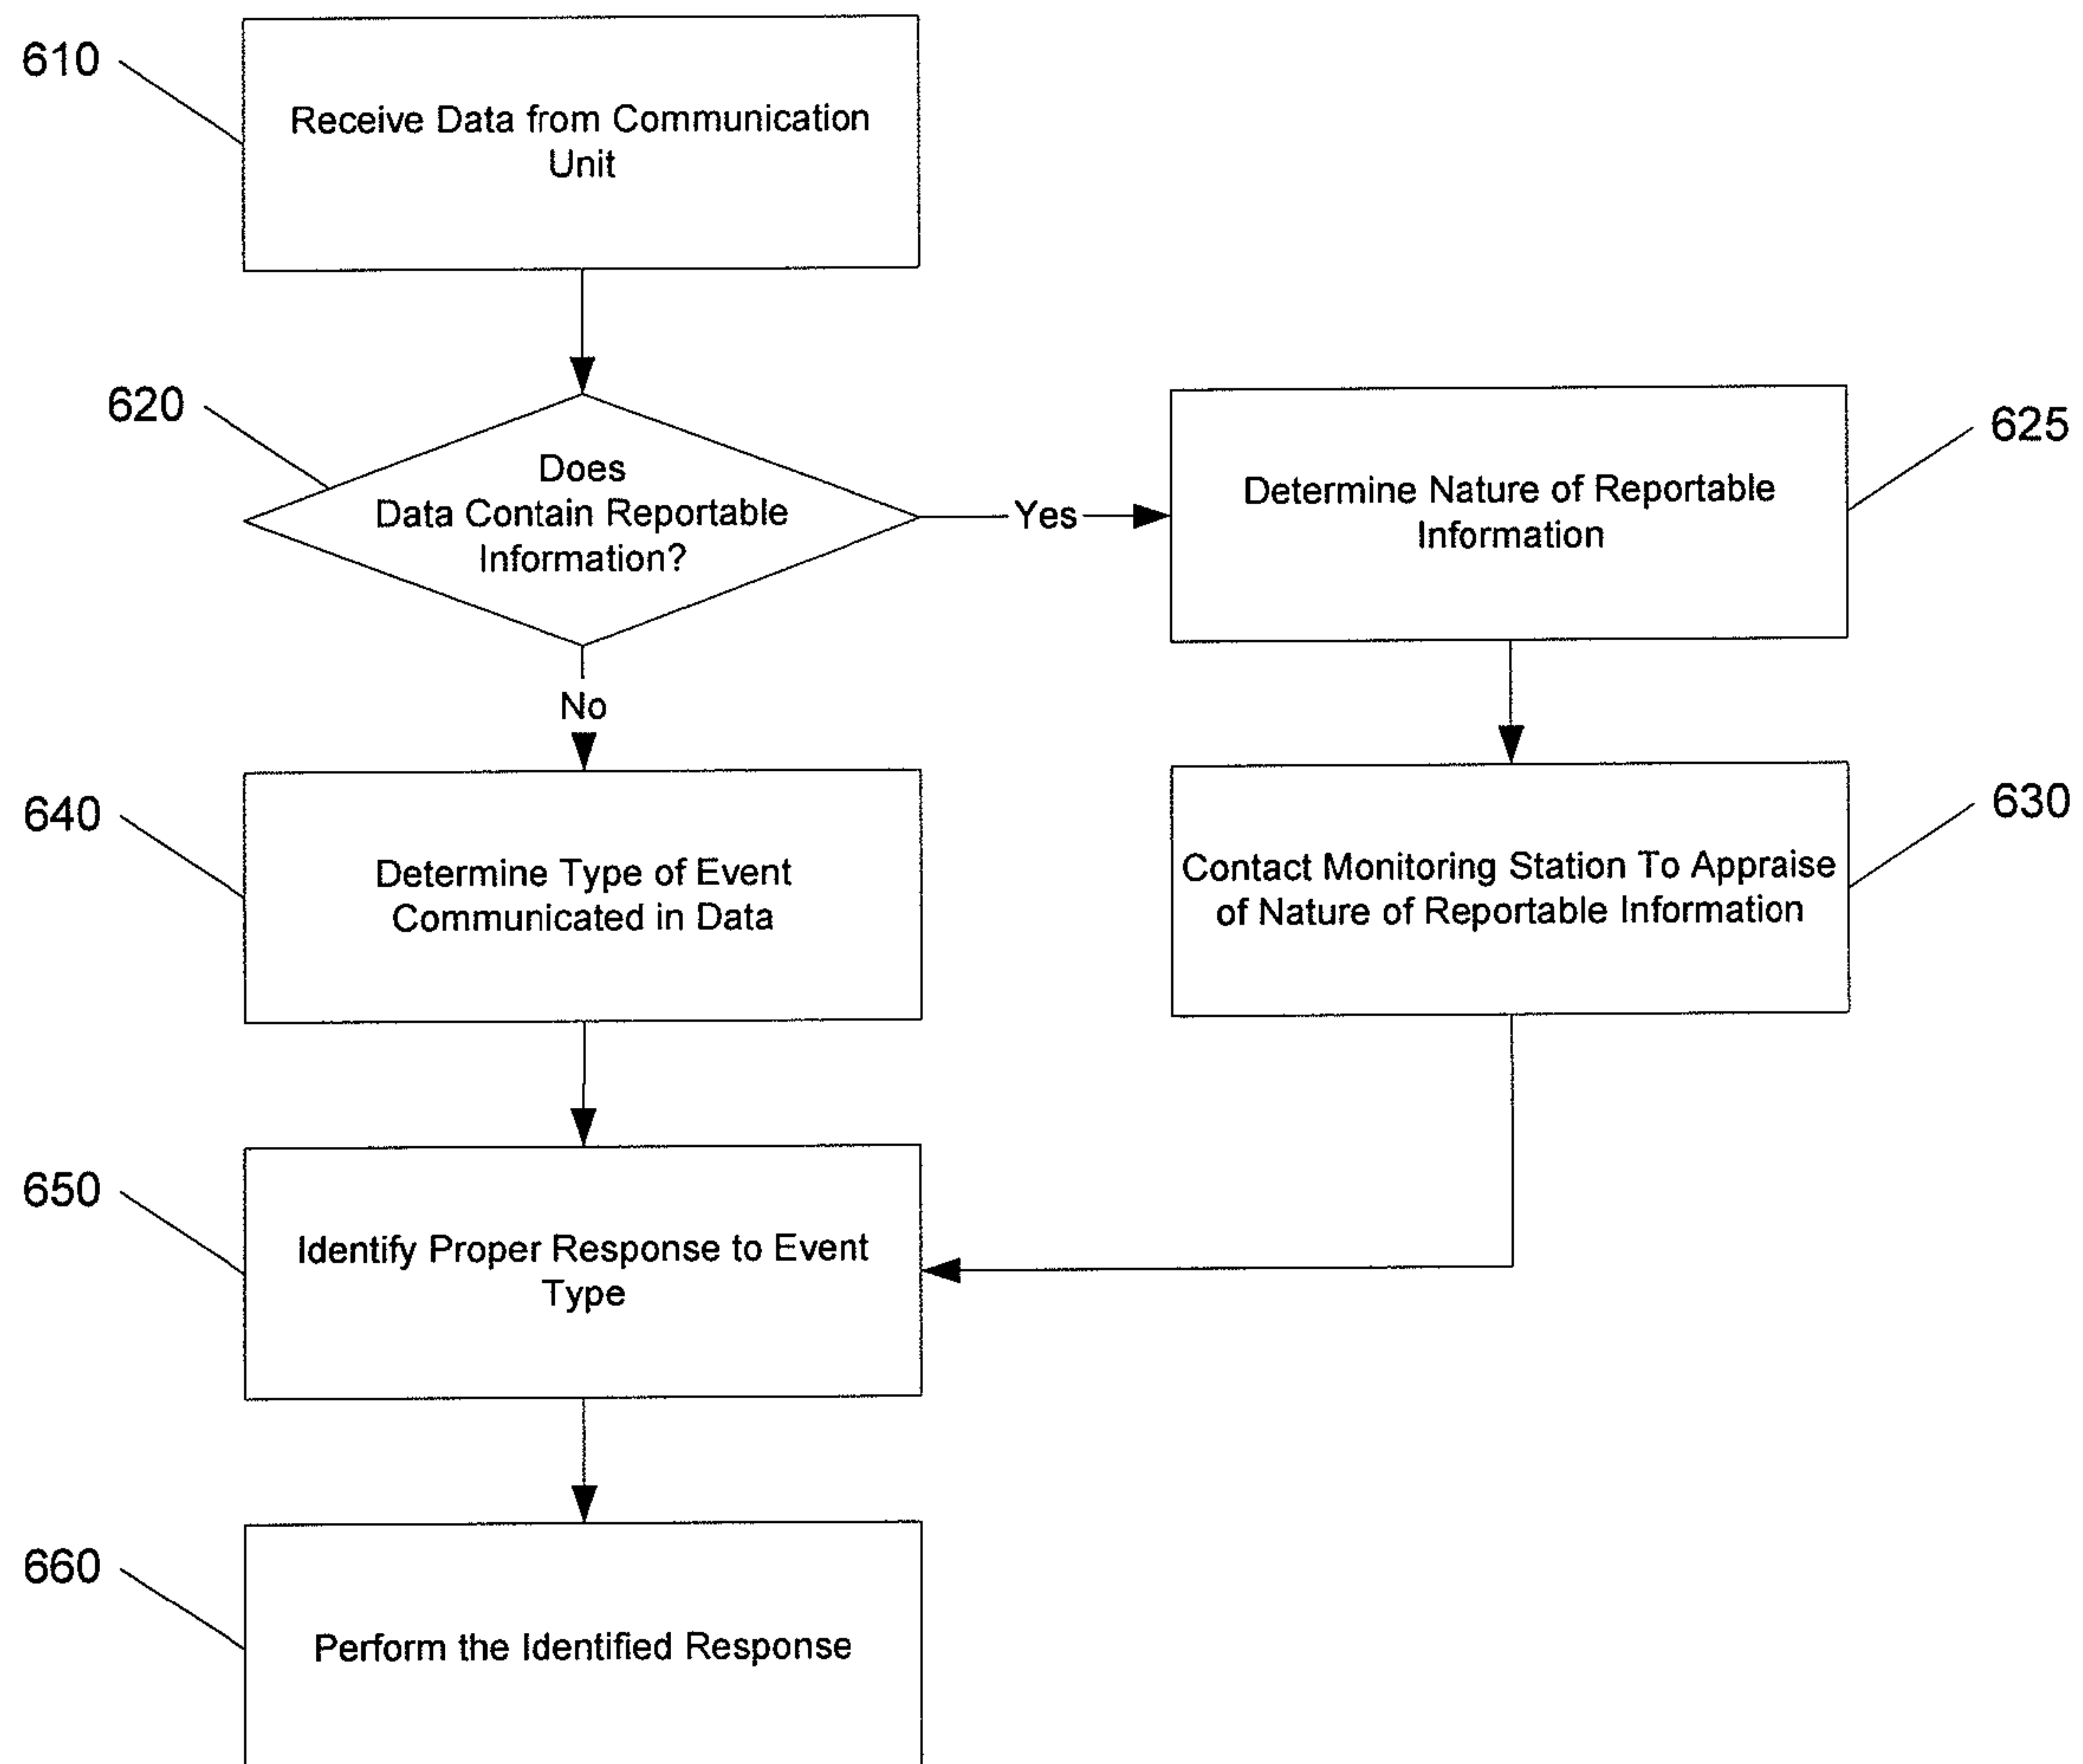 610
Receive Data from Communication
Unit
620
Does
Data Contain Reportable
Information?
Yes
625
Determine Nature of Reportable
Information
No
630
Contact Monitoring Station To Appraise
of Nature of Reportable Information
640
Determine Type of Event
Communicated in Data
650
Identify Proper Response to Event
Type
660
Perform the Identified Response